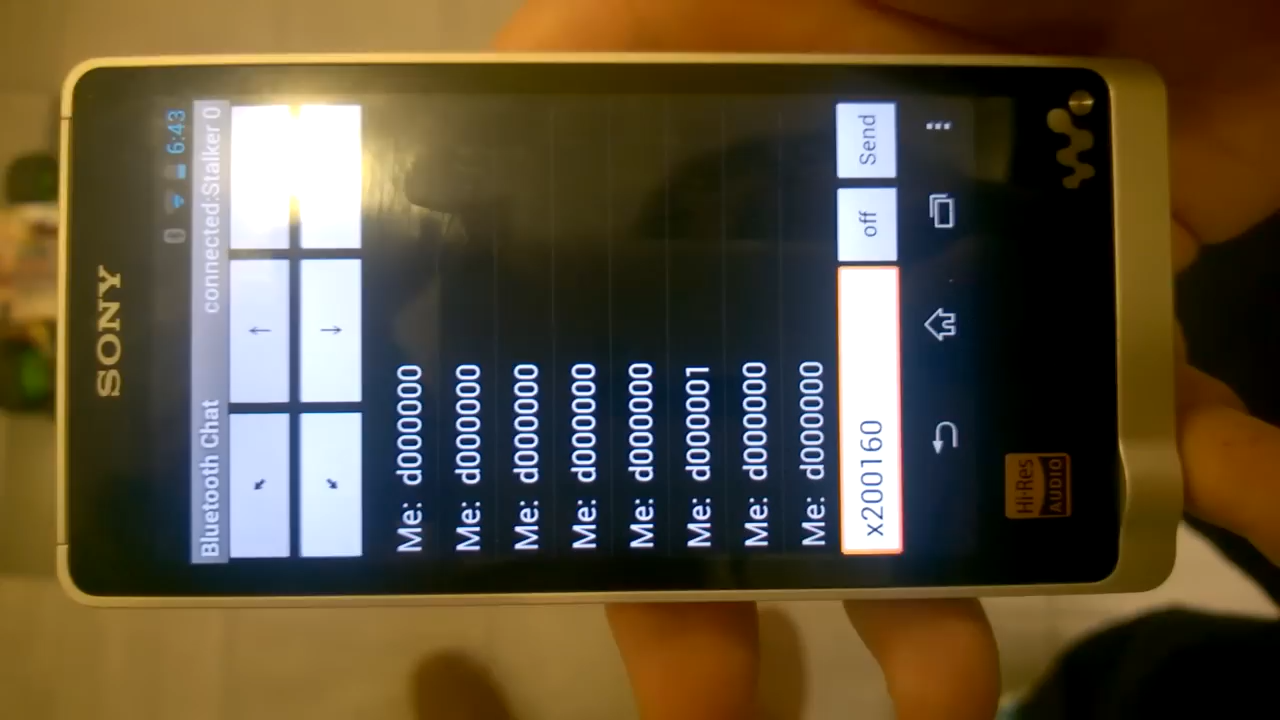 SONY
6:43
Bluetooth Chat connected:Stalker 0
↖ ↑
↙ ↓
Me: d000000
Me: d000000
Me: d000000
Me: d000000
Me: d000000
Me: d000001
Me: d000000
Me: d000000
x200160 off Send
Hi-Res
AUDIO